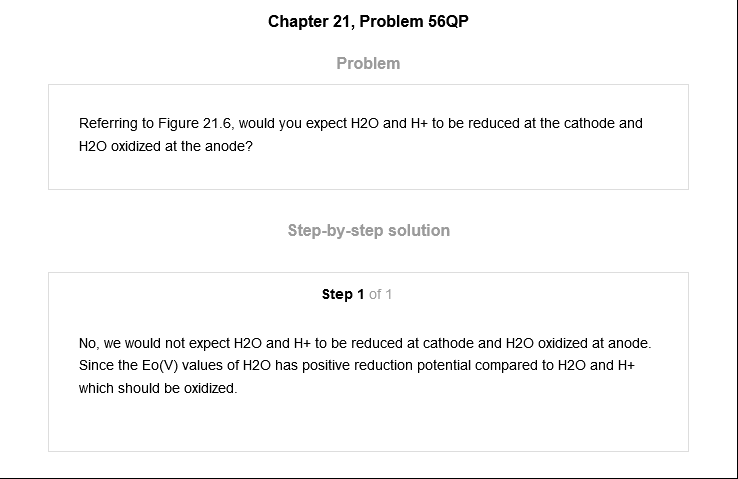 Chapter 21, Problem 56QP
Problem
Referring to Figure 21.6, would you expect H2O and H+ to be reduced at the cathode and
H2O oxidized at the anode?
Step-by-step solution
Step 1 of 1
No, we would not expect H2O and H+ to be reduced at cathode and H2O oxidized at anode.
Since the Eo(V) values of H2O has positive reduction potential compared to H2O and H+
which should be oxidized.